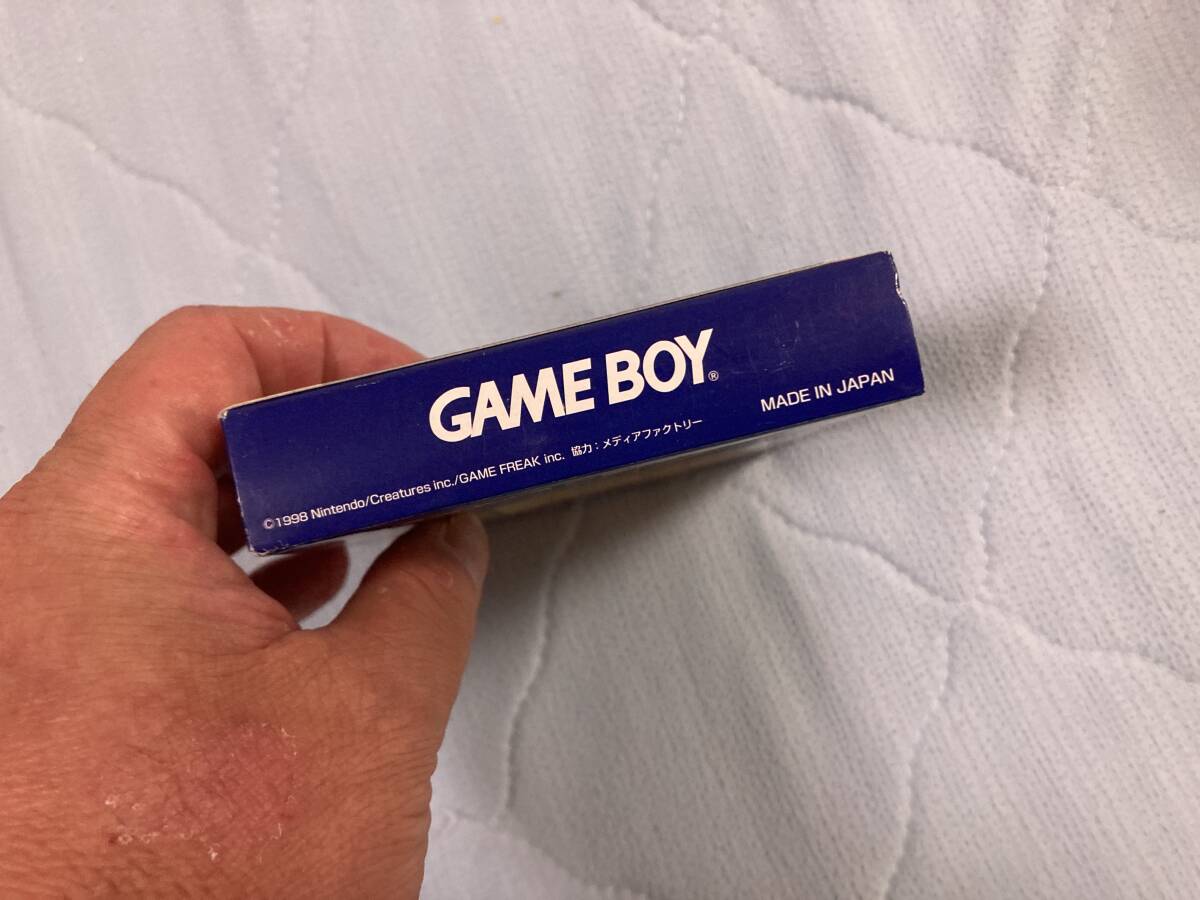 GAME BOY®
©1998 Nintendo/Creatures inc./GAME FREAK inc. 協力：メディアファクトリー
MADE IN JAPAN